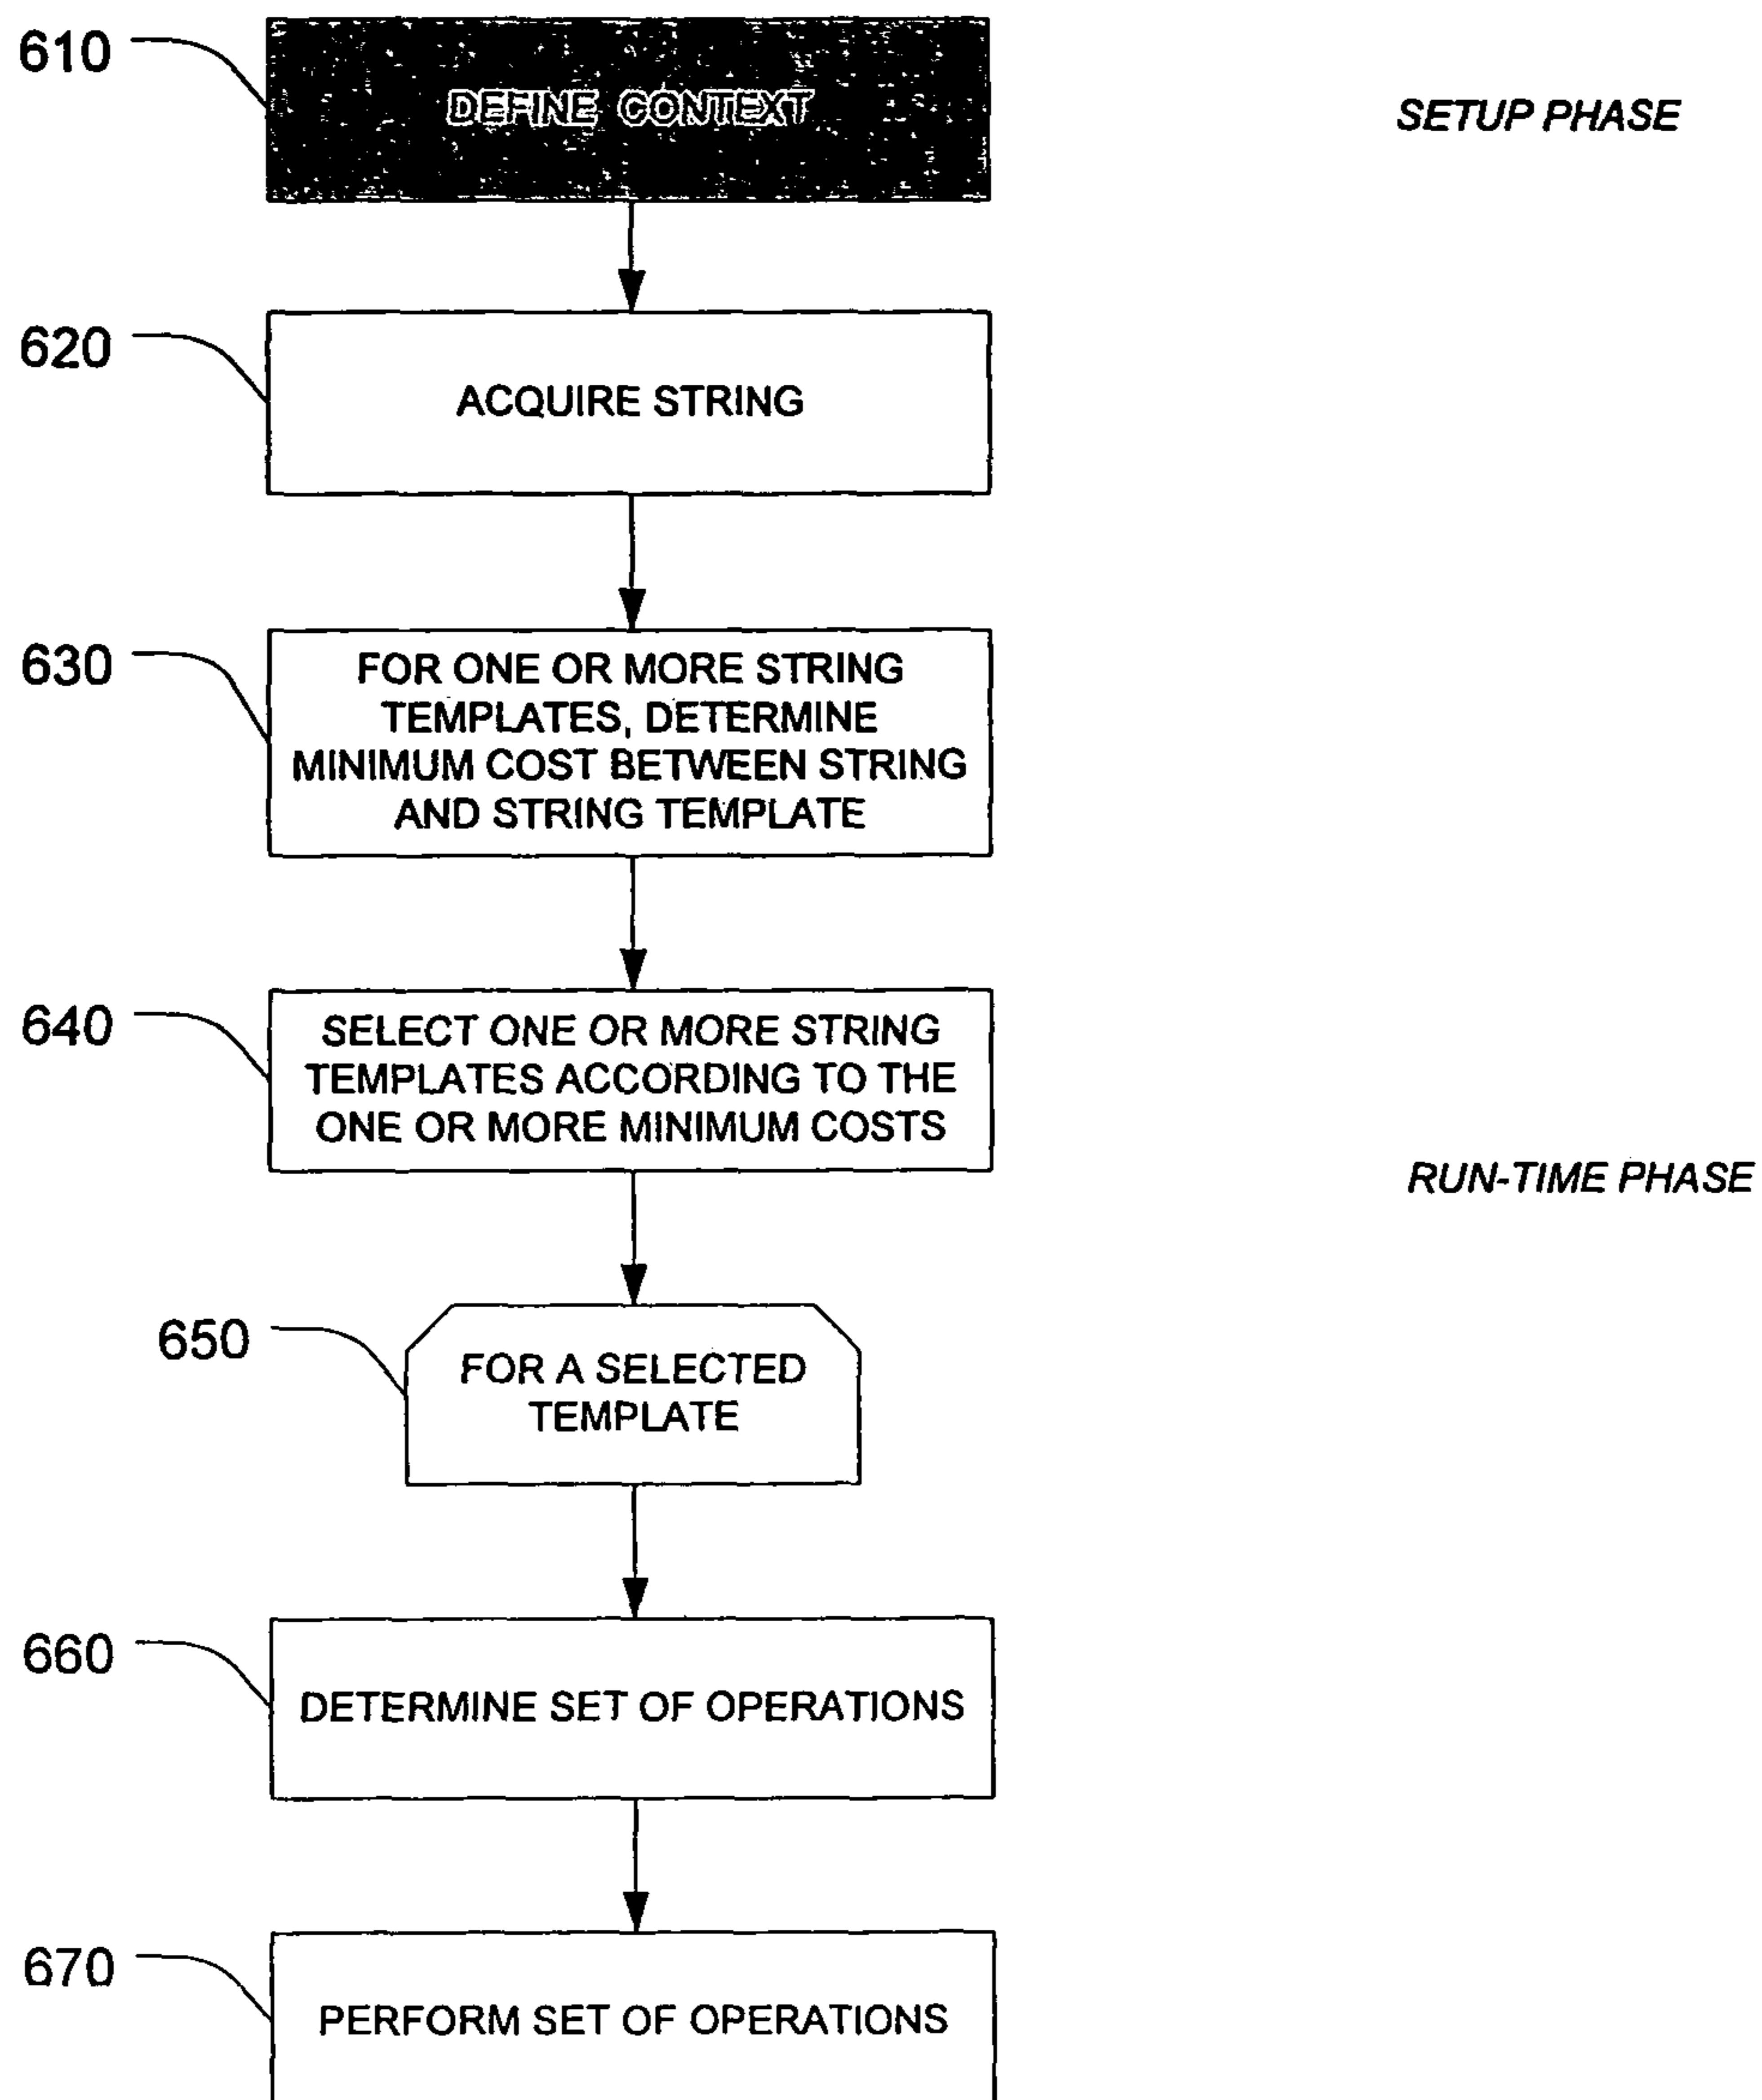 610
DEFINE CONTEXT
SETUP PHASE
620
ACQUIRE STRING
630
FOR ONE OR MORE STRING
TEMPLATES, DETERMINE
MINIMUM COST BETWEEN STRING
AND STRING TEMPLATE
640
SELECT ONE OR MORE STRING
TEMPLATES ACCORDING TO THE
ONE OR MORE MINIMUM COSTS
RUN-TIME PHASE
650
FOR A SELECTED
TEMPLATE
660
DETERMINE SET OF OPERATIONS
670
PERFORM SET OF OPERATIONS